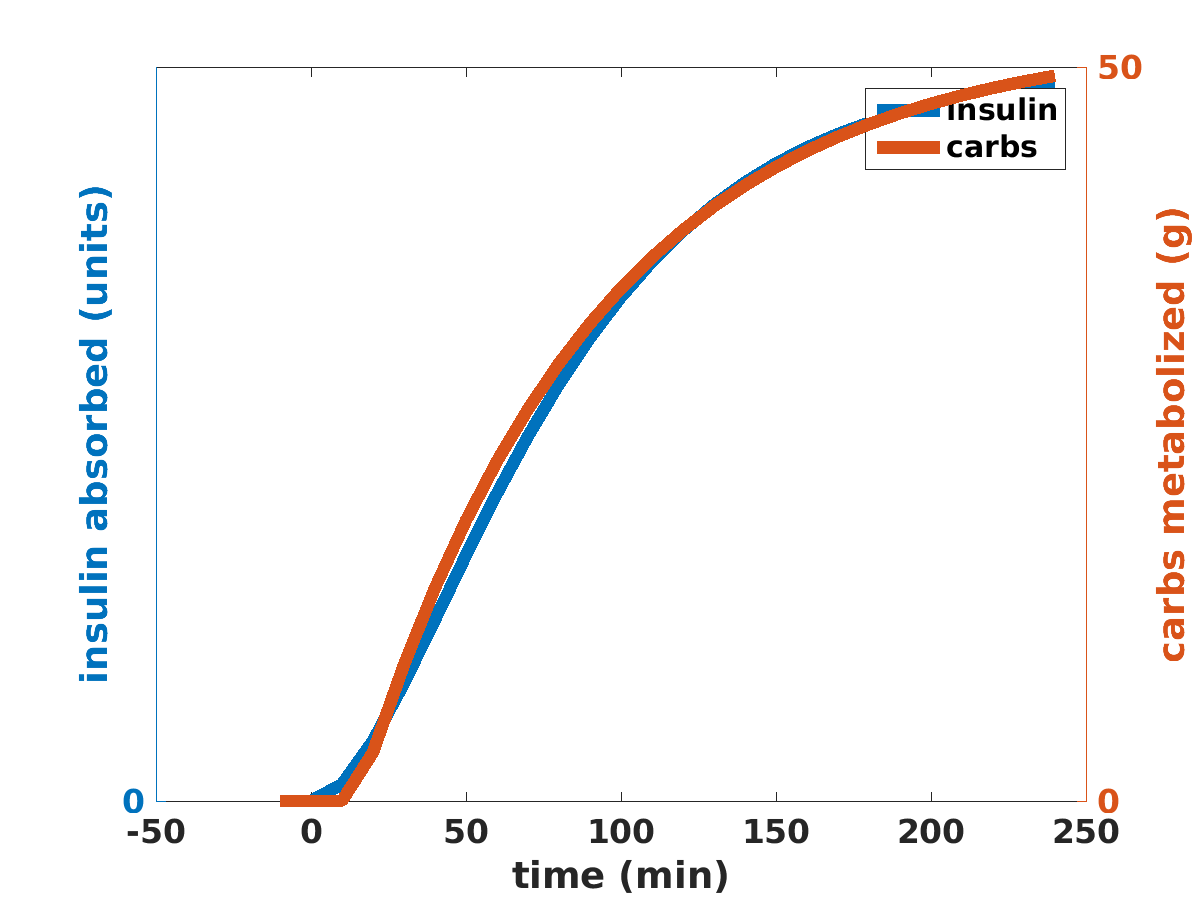 50
insulin
carbs
insulin absorbed (units)
carbs metabolized (g)
0
0
-50 0 50 100 150 200 250
time (min)